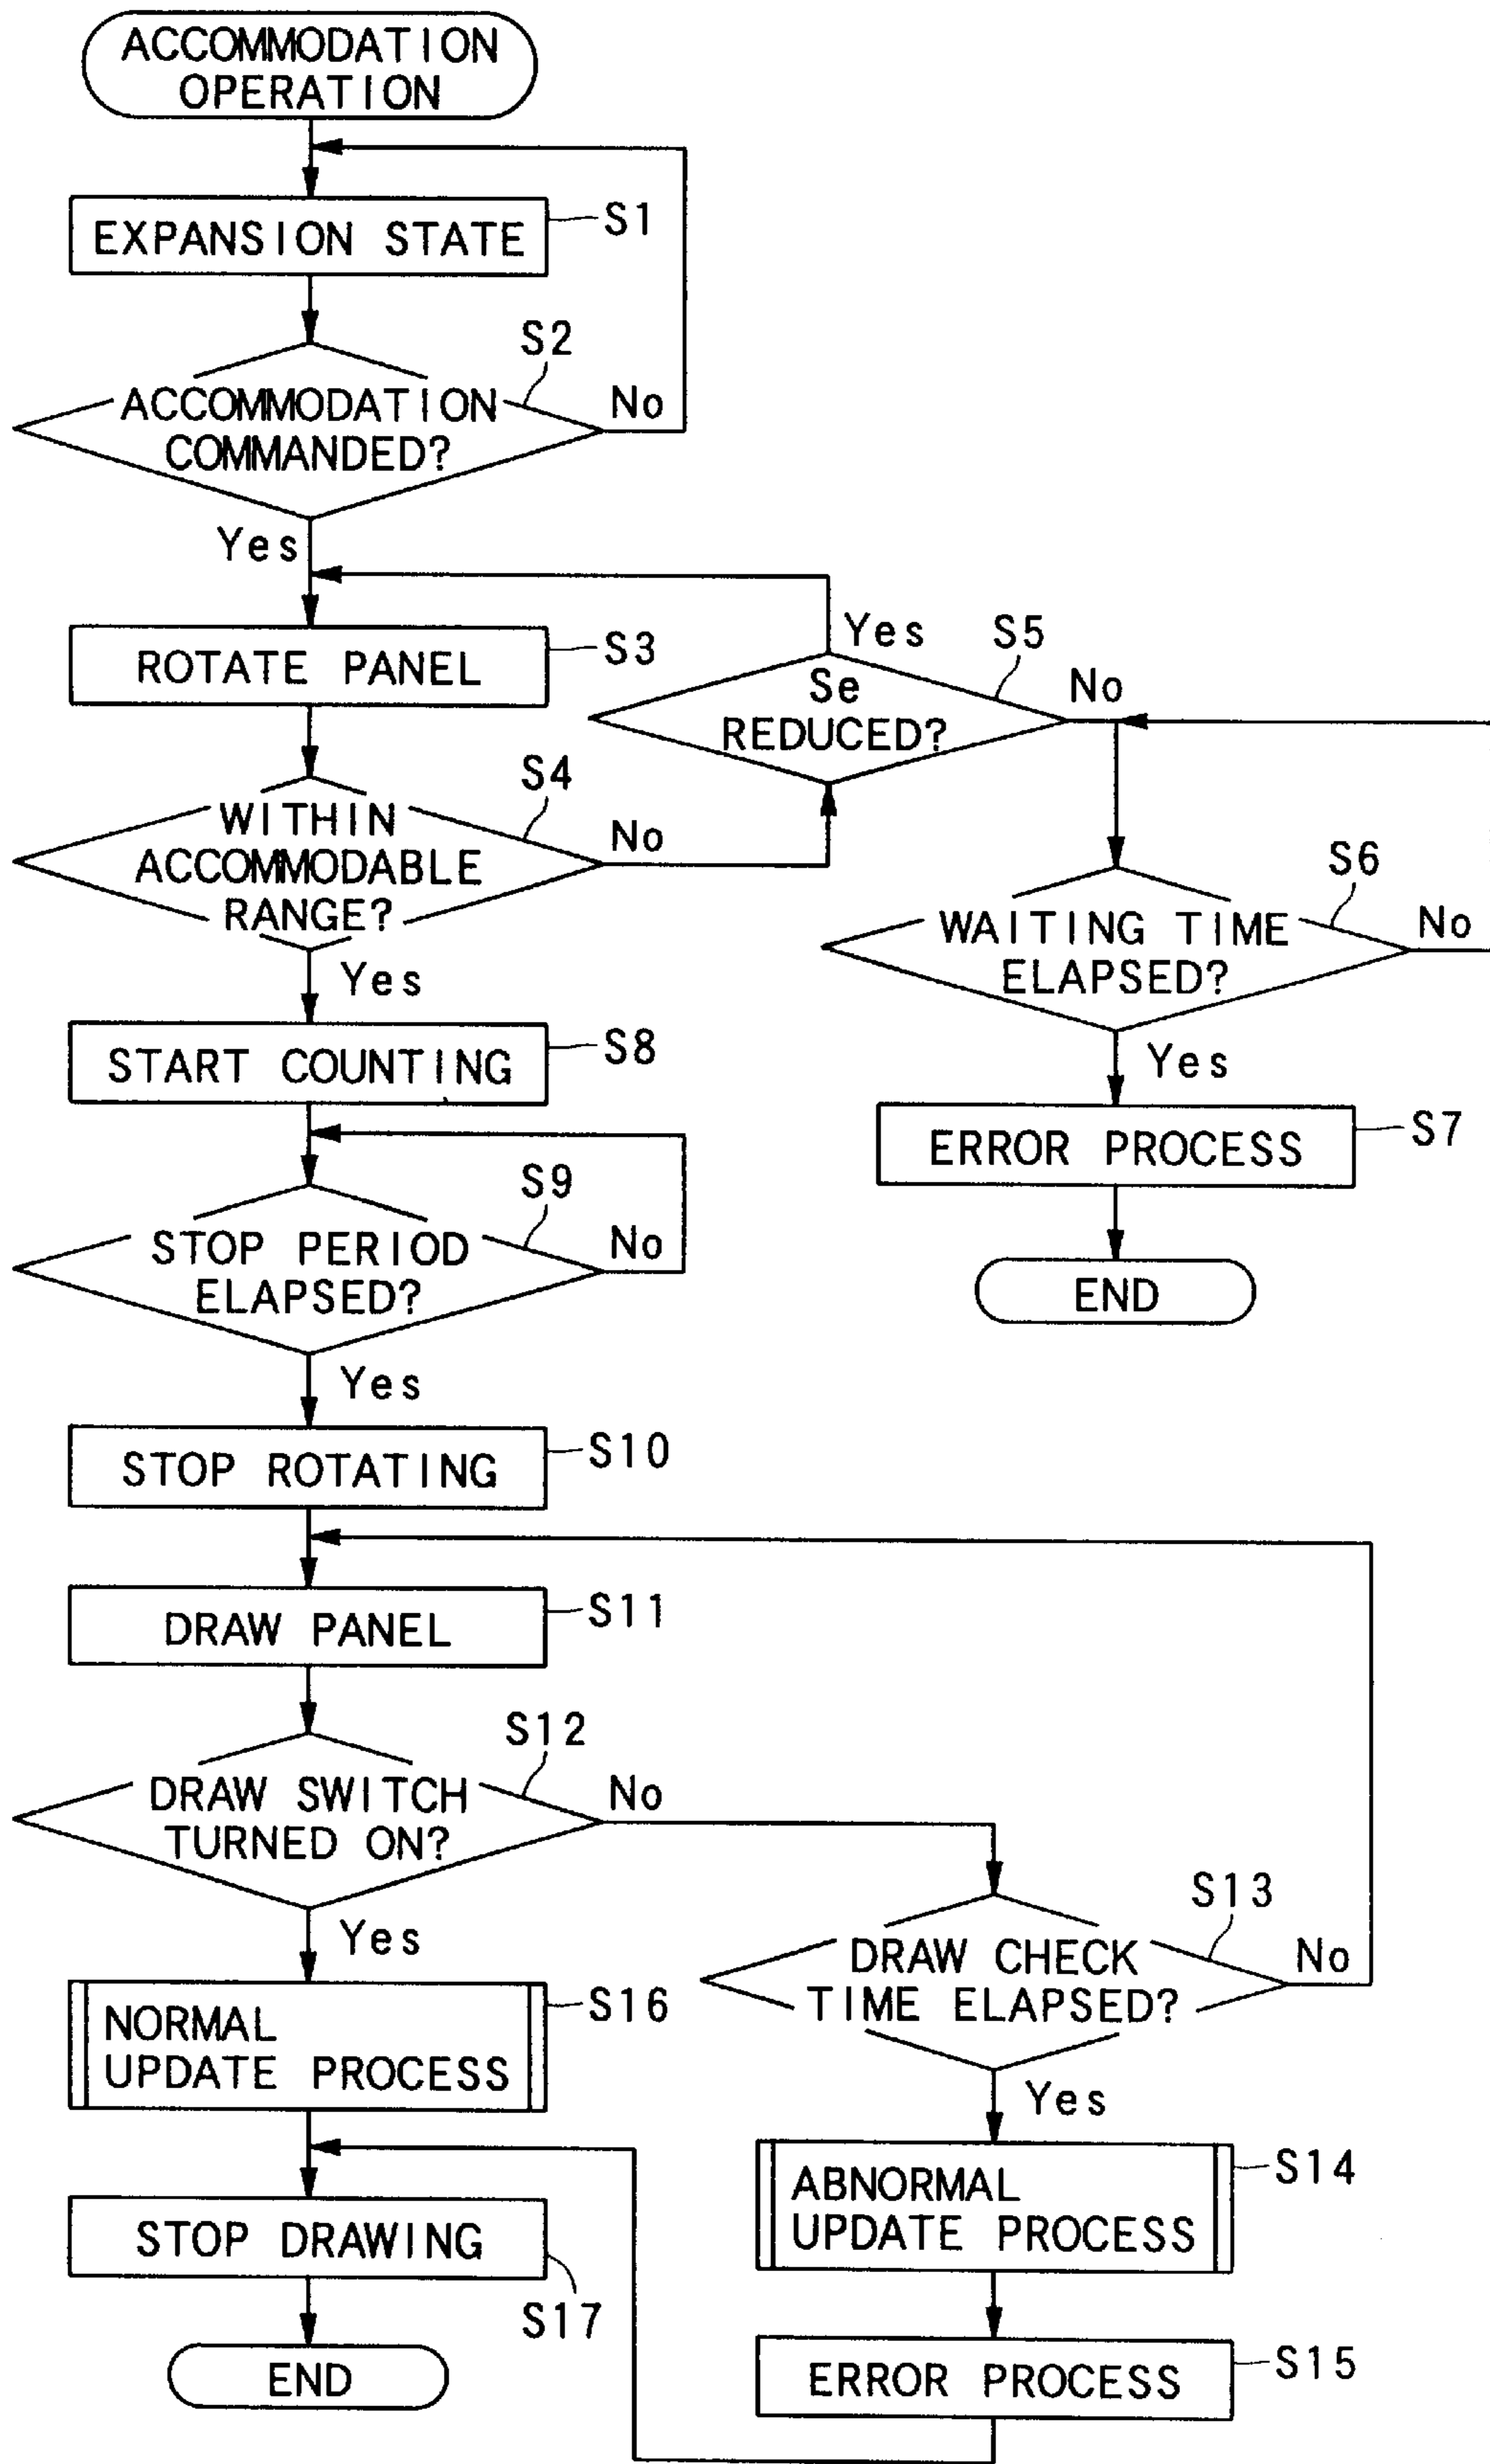 ACCOMMODATION
OPERATION
EXPANSION STATE
S1
S2
ACCOMMODATION
COMMANDED?
No
Yes
ROTATE PANEL
S3
Yes
S5
Se
REDUCED?
No
S4
WITHIN
ACCOMMODABLE
RANGE?
No
Yes
S6
WAITING TIME
ELAPSED?
No
Yes
START COUNTING
S8
ERROR PROCESS
S7
END
S9
STOP PERIOD
ELAPSED?
No
Yes
STOP ROTATING
S10
DRAW PANEL
S11
S12
DRAW SWITCH
TURNED ON?
No
Yes
S13
DRAW CHECK
TIME ELAPSED?
No
Yes
NORMAL
UPDATE PROCESS
S16
ABNORMAL
UPDATE PROCESS
S14
STOP DRAWING
S17
END
ERROR PROCESS
S15